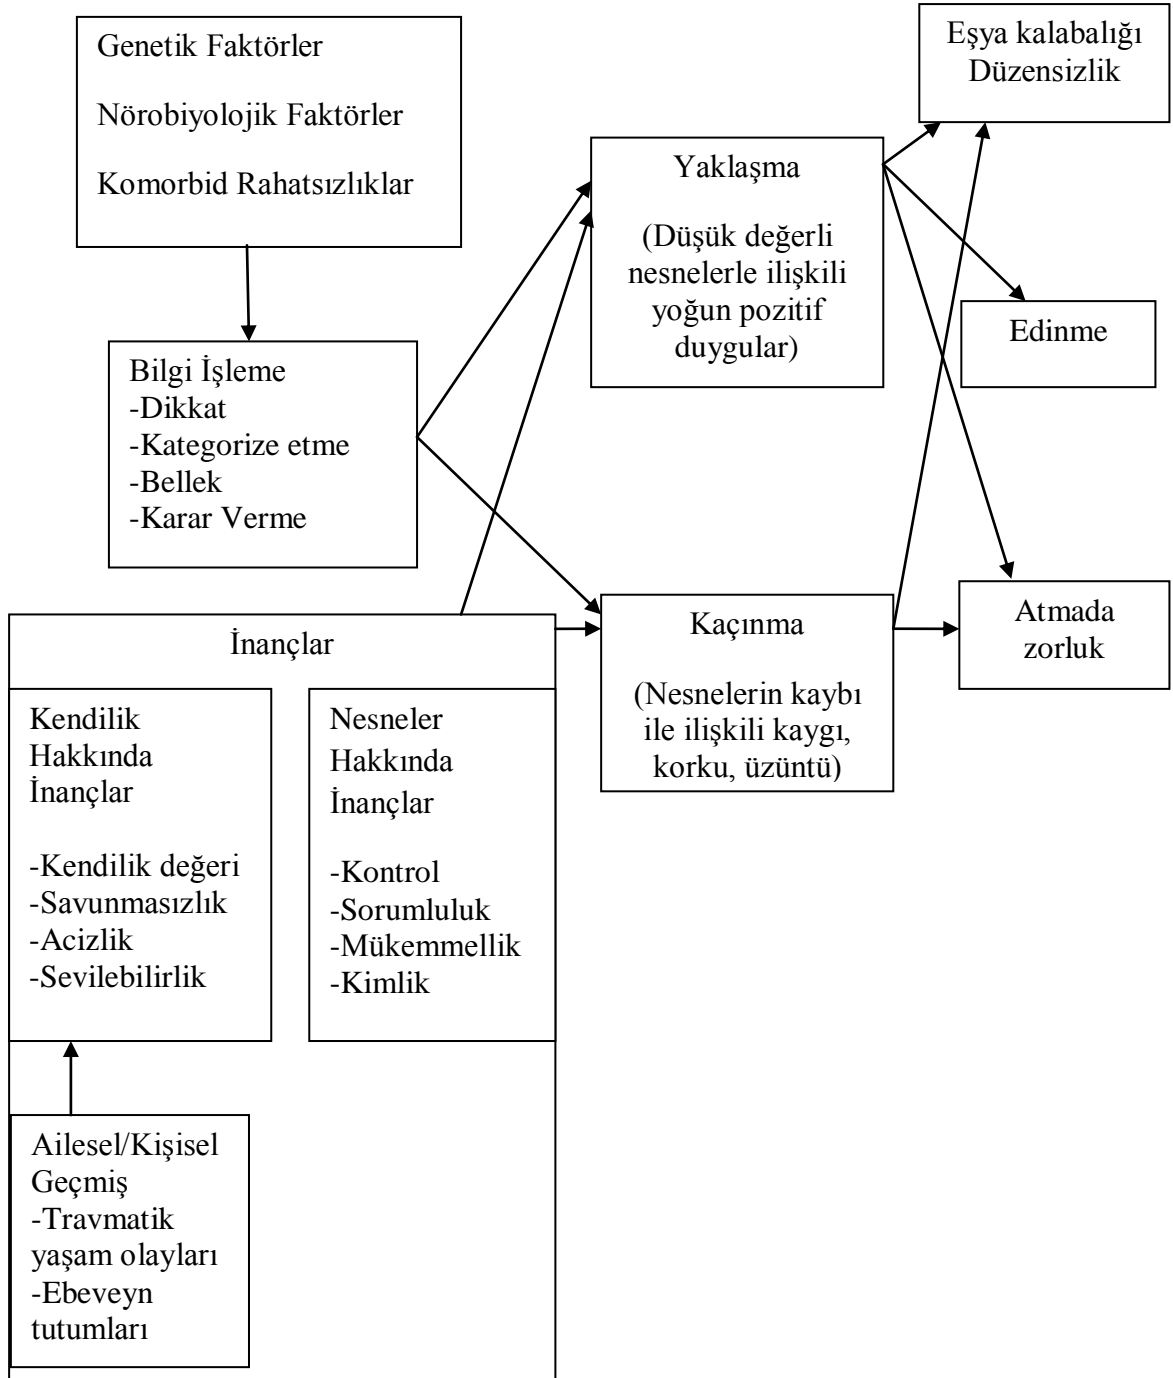 Genetik Faktörler
Nörobiyolojik Faktörler
Komorbid Rahatsızlıklar
Bilgi İşleme
-Dikkat
-Kategorize etme
-Bellek
-Karar Verme
Yaklaşma
(Düşük değerli
nesnelerle ilişkili
yoğun pozitif
duygular)
Eşya kalabalığı
Düzensizlik
Edinme
Atmada
zorluk
Kaçınma
(Nesnelerin kaybı
ile ilişkili kaygı,
korku, üzüntü)
İnançlar
Kendilik
Hakkında
İnançlar
-Kendilik değeri
-Savunmasızlık
-Acizlik
-Sevilebilirlik
Nesneler
Hakkında
İnançlar
-Kontrol
-Sorumluluk
-Mükemmellik
-Kimlik
Ailesel/Kişisel
Geçmiş
-Travmatik
yaşam olayları
-Ebeveyn
tutumları